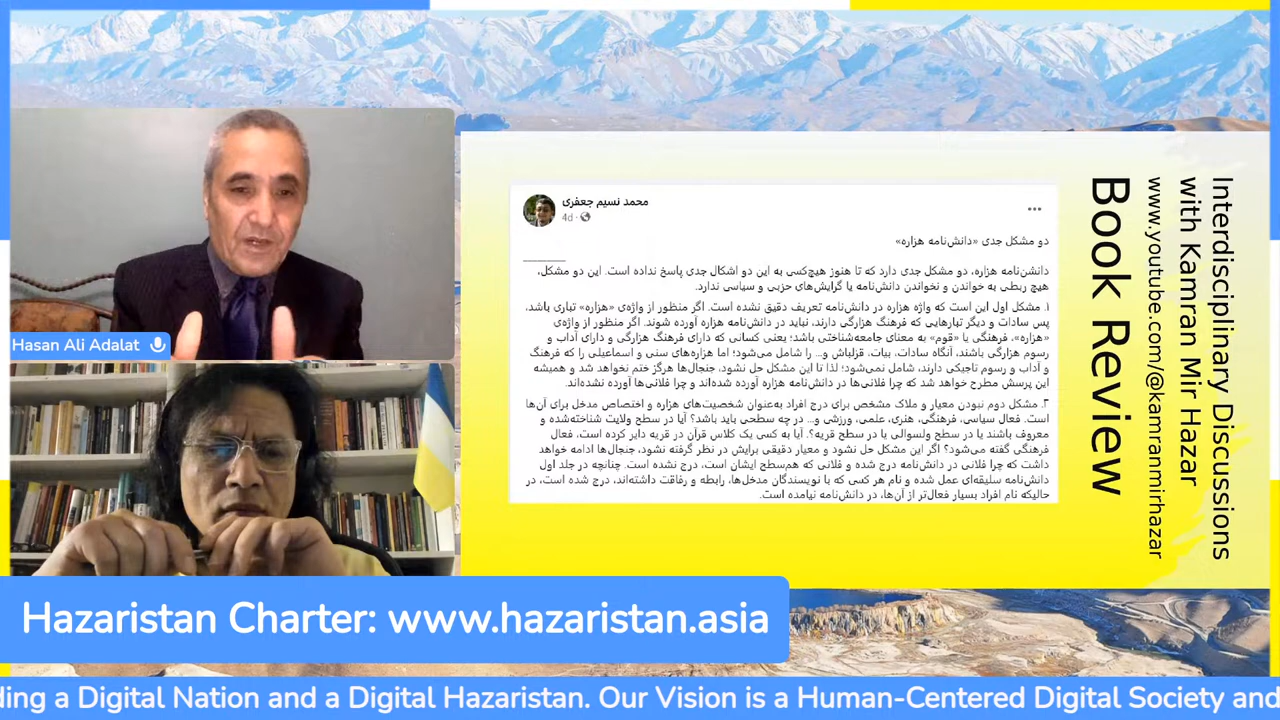 Hasan Ali Adalat
محمد نسیم جعفری
4d
دو مشکل جدی «دانش‌نامه هزاره»
دانشن‌نامه هزاره، دو مشکل جدی دارد که تا هنوز هیچ‌کسی به این دو اشکال جدی پاسخ نداده است. این دو مشکل،
هیچ ربطی به خواندن و نخواندن دانش‌نامه یا گرایش‌های حزبی و سیاسی ندارد.
۱. مشکل اول این است که واژه هزاره در دانش‌نامه تعریف دقیق نشده است. اگر منظور از واژه‌ی «هزاره» تباری باشد،
پس سادات و دیگر تبارهایی که فرهنگ هزارگی دارند، نباید در دانش‌نامه هزاره آورده شوند. اگر منظور از واژه‌ی
«هزاره»، فرهنگی یا «قوم» به معنای جامعه‌شناختی باشد؛ یعنی کسانی که دارای فرهنگ هزارگی و دارای آداب و
رسوم هزارگی باشند، آنگاه سادات، بیات، قزلباش و... را شامل می‌شود؛ اما هزاره‌های سنی و اسماعیلی را که فرهنگ
و آداب و رسوم تاجیکی دارند، شامل نمی‌شود؛ لذا تا این مشکل حل نشود، جنجال‌ها هرگز ختم نخواهد شد و همیشه
این پرسش مطرح خواهد شد که چرا فلانی‌ها در دانش‌نامه هزاره آورده شده‌اند و چرا فلانی‌ها آورده نشده‌اند.
۲. مشکل دوم نبودن معیار و ملاک مشخص برای درج افراد به‌عنوان شخصیت‌های هزاره و اختصاص مدخل برای آن‌ها
است. فعال سیاسی، فرهنگی، هنری، علمی، ورزشی و... در چه سطحی باید باشد؟ آیا در سطح ولایت شناخته‌شده و
معروف باشند یا در سطح ولسوالی یا در سطح قریه؟. آیا به کسی یک کلاس قرآن در قریه دایر کرده است، فعال
فرهنگی گفته می‌شود؟ اگر این مشکل حل نشود و معیار دقیقی برایش در نظر گرفته نشود، جنجال‌ها ادامه خواهد
داشت که چرا فلانی در دانش‌نامه درج شده و فلانی که هم‌سطح ایشان است، درج نشده است. چنانچه در جلد اول
دانش‌نامه سلیقه‌ای عمل شده و نام هر کسی که با نویسندگان مدخل‌ها، رابطه و رفاقت داشته‌اند، درج شده است، در
حالیکه نام افراد بسیار فعال‌تر از آن‌ها، در دانش‌نامه نیامده است.
Interdisciplinary Discussions
with Kamran Mir Hazar
www.youtube.com/@kamranmirhazar
Book Review
Hazaristan Charter: www.hazaristan.asia
ding a Digital Nation and a Digital Hazaristan. Our Vision is a Human-Centered Digital Society and